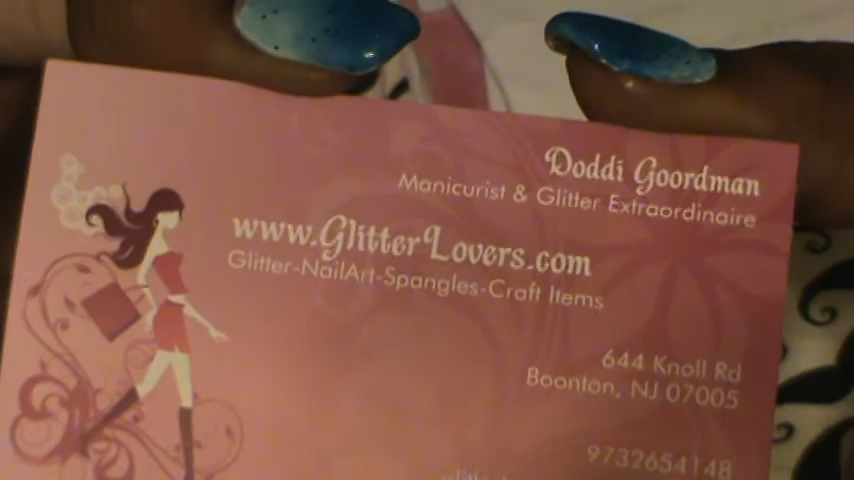 Doddi Goordman
Manicurist & Glitter Extraordinaire
www.GlitterLovers.com
Glitter-NailArt-Spangles-Craft Items
644 Knoll Rd
Boonton, NJ 07005
9732654148